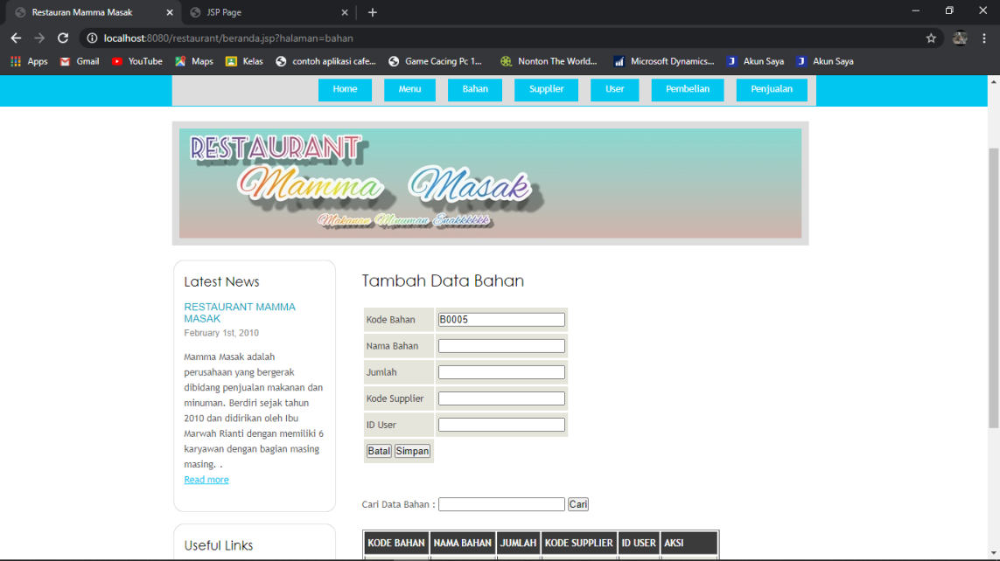 Restauran Mamma Masak
JSP Page
localhost:8080/restaurant/beranda.jsp?halaman=bahan
Apps Gmail YouTube Maps Kelas contoh aplikasi cafe... Game Cacing Pc 1... Nonton The World... Microsoft Dynamics... Akun Saya Akun Saya
Home Menu Bahan Supplier User Pembelian Penjualan
RESTAURANT
Mamma Masak
Makanan Minuman Enakkkkkk
Latest News
RESTAURANT MAMMA
MASAK
February 1st, 2010
Mamma Masak adalah
perusahaan yang bergerak
dibidang penjualan makanan dan
minuman. Berdiri sejak tahun
2010 dan didirikan oleh Ibu
Marwah Rianti dengan memiliki 6
karyawan dengan bagian masing
masing. .
Read more
Useful Links
Tambah Data Bahan
Kode Bahan B0005
Nama Bahan
Jumlah
Kode Supplier
ID User
Batal Simpan
Cari Data Bahan : Cari
KODE BAHAN NAMA BAHAN JUMLAH KODE SUPPLIER ID USER AKSI